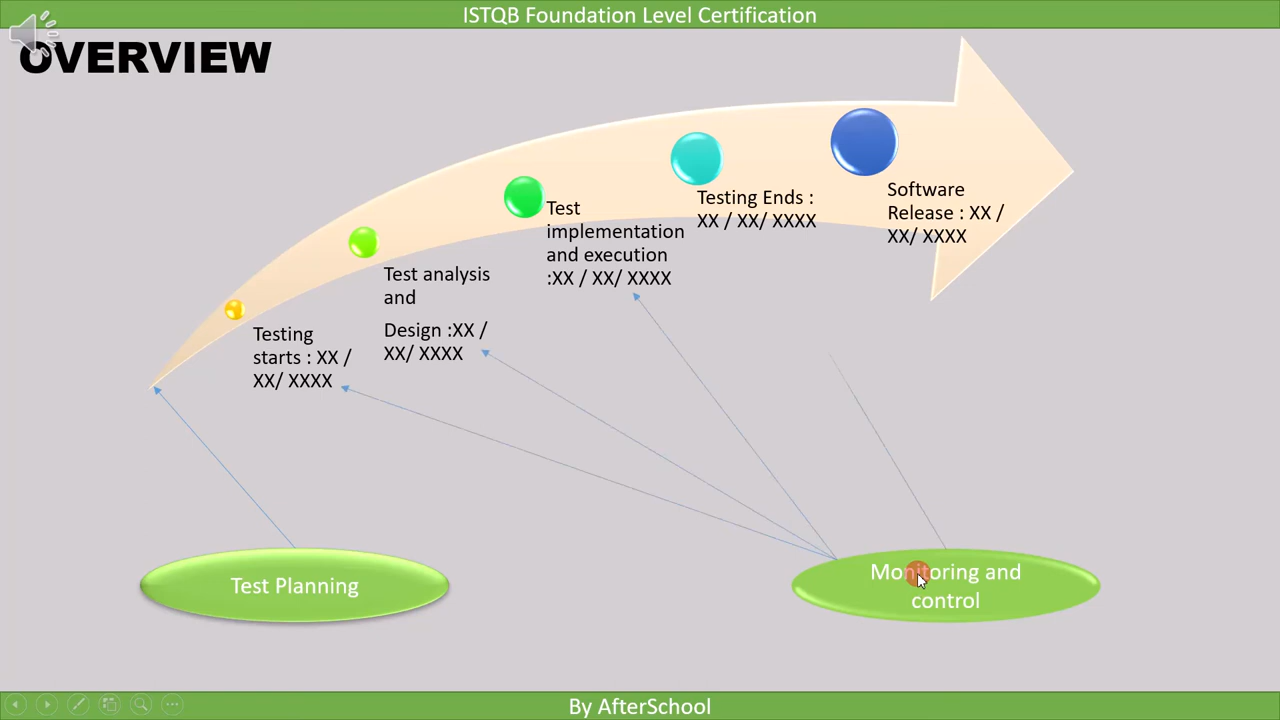 ISTQB Foundation Level Certification
OVERVIEW
Testing
starts : XX /
XX/ XXXX
Test analysis
and
Design :XX /
XX/ XXXX
Test
implementation
and execution
:XX / XX/ XXXX
Testing Ends :
XX / XX/ XXXX
Software
Release : XX /
XX/ XXXX
Test Planning
Monitoring and
control
By AfterSchool